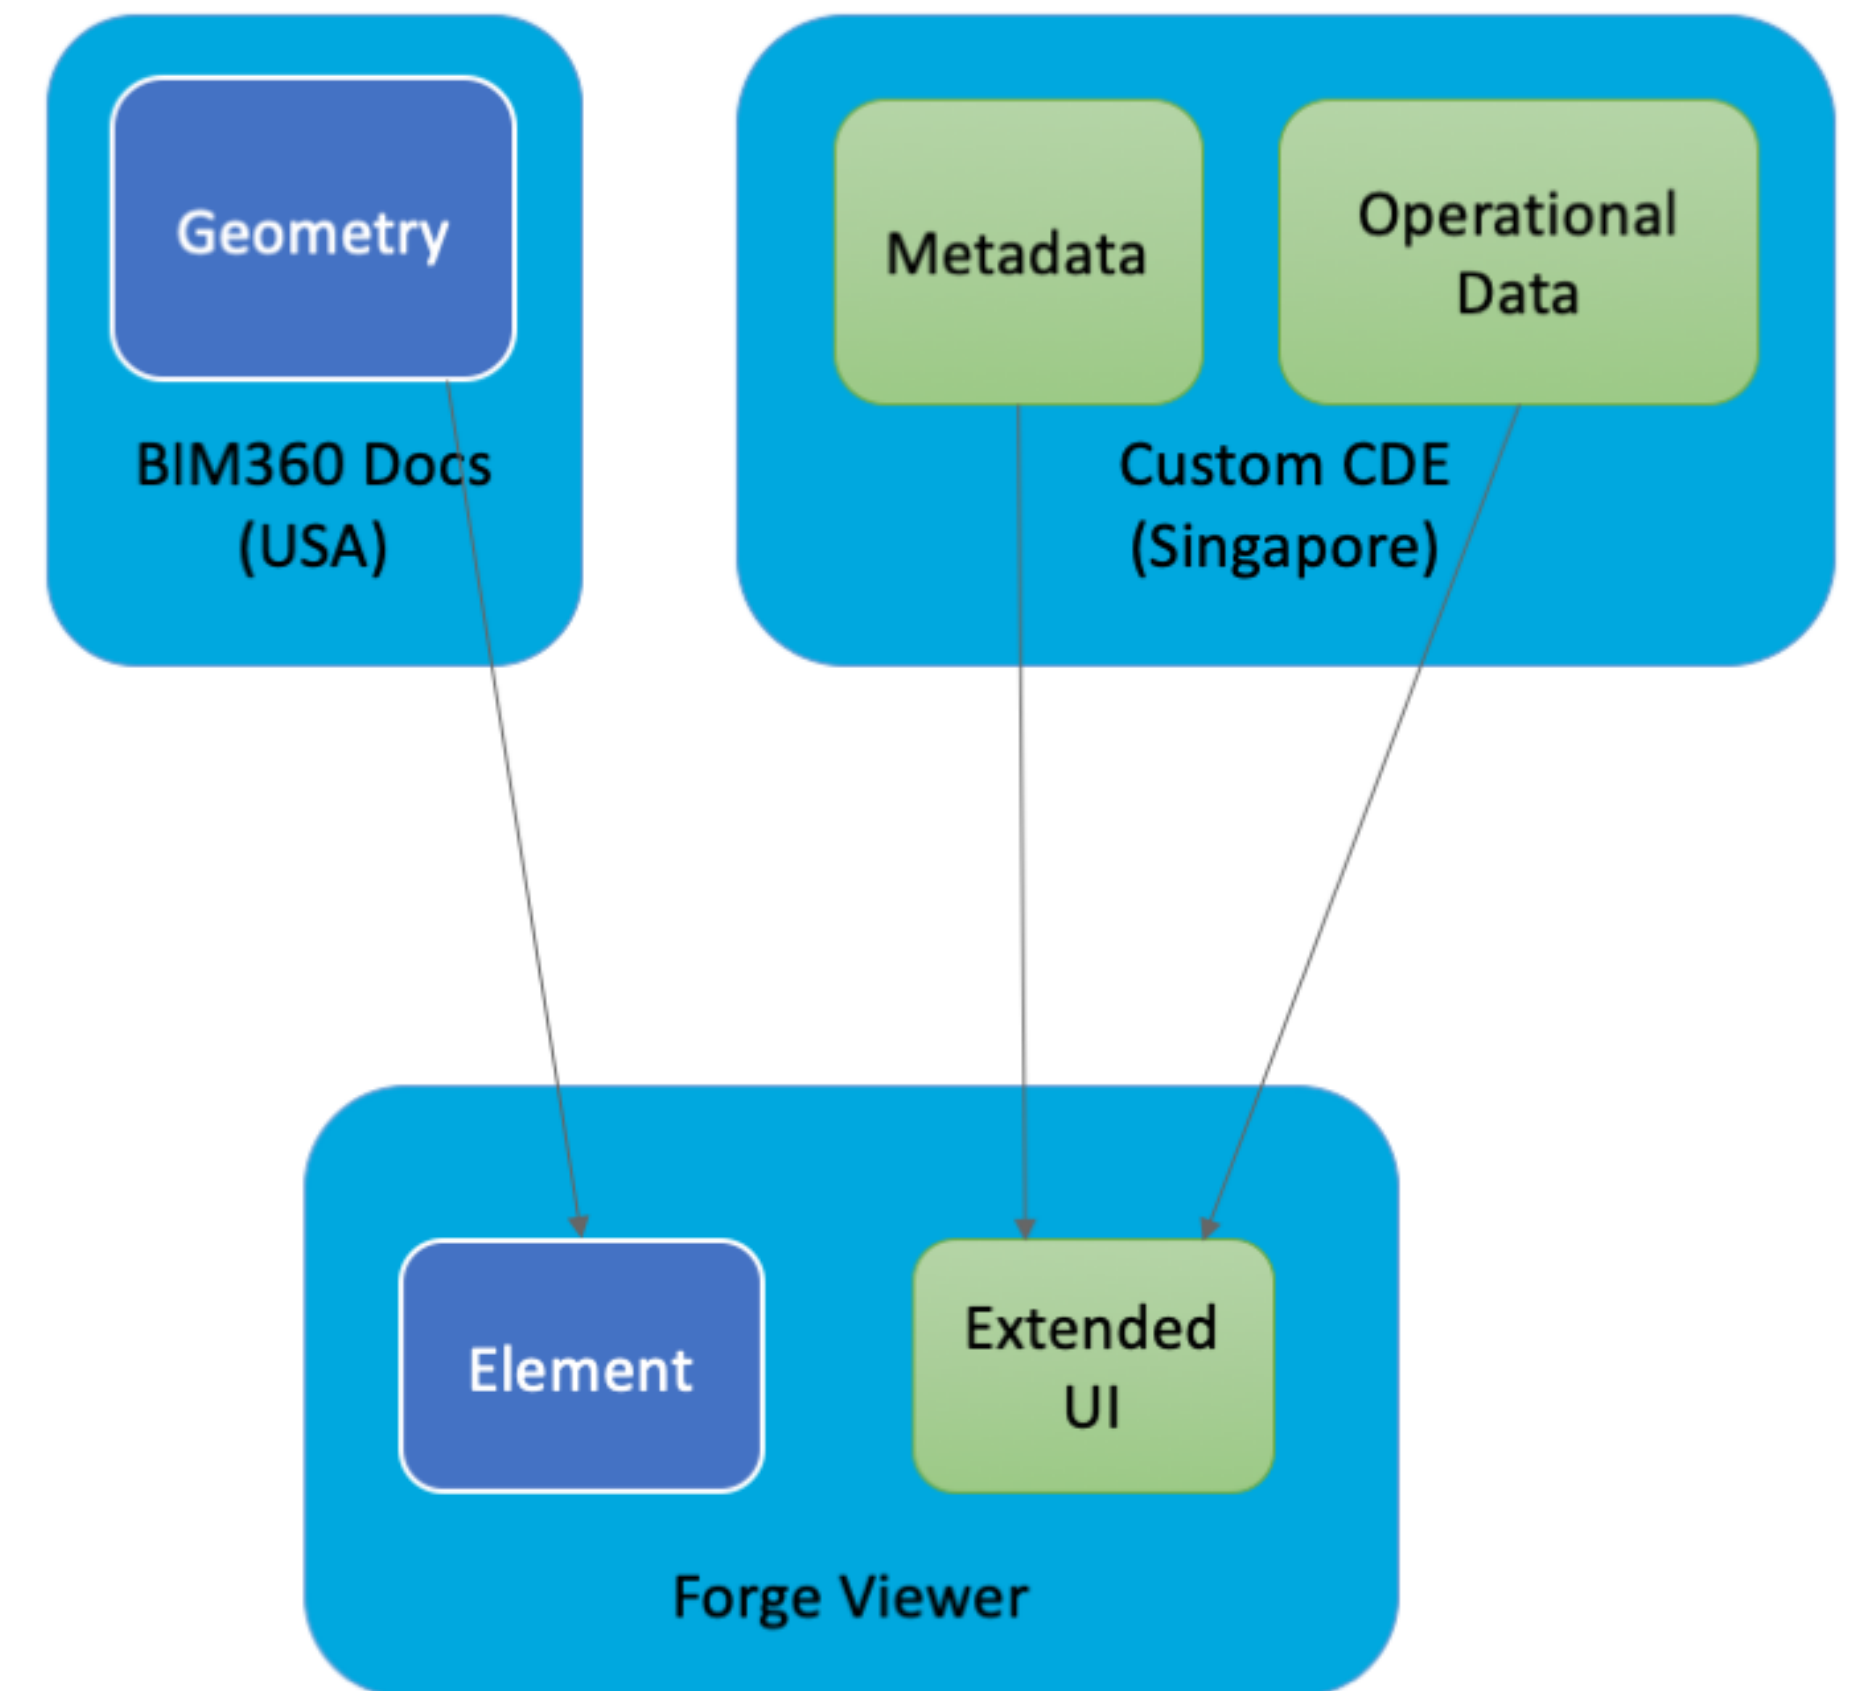 Geometry
BIM360 Docs
(USA)
Metadata
Operational
Data
Custom CDE
(Singapore)
Element
Extended
UI
Forge Viewer